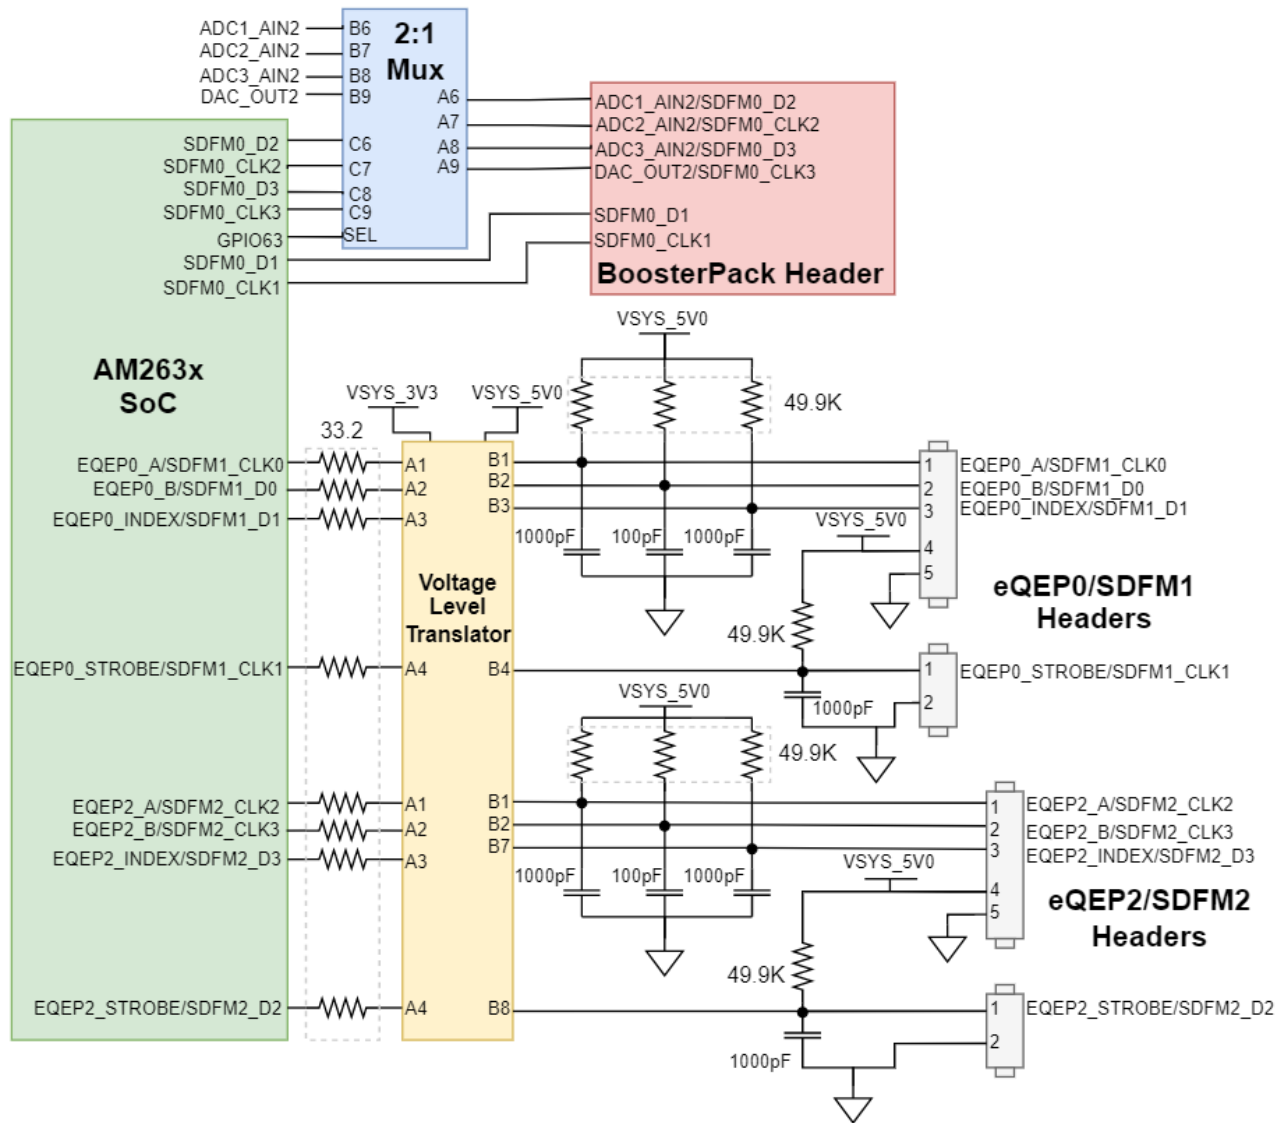 ADC1_AIN2
ADC2_AIN2
ADC3_AIN2
DAC_OUT2
B6
B7
B8
B9
2:1
Mux
A6
A7
A8
A9
C6
C7
C8
C9
SEL
SDFM0_D2
SDFM0_CLK2
SDFM0_D3
SDFM0_CLK3
GPIO63
SDFM0_D1
SDFM0_CLK1
ADC1_AIN2/SDFM0_D2
ADC2_AIN2/SDFM0_CLK2
ADC3_AIN2/SDFM0_D3
DAC_OUT2/SDFM0_CLK3
SDFM0_D1
SDFM0_CLK1
BoosterPack Header
AM263x
SoC
VSYS_5V0
49.9K
VSYS_3V3
VSYS_5V0
33.2
EQEP0_A/SDFM1_CLK0
EQEP0_B/SDFM1_D0
EQEP0_INDEX/SDFM1_D1
EQEP0_STROBE/SDFM1_CLK1
EQEP2_A/SDFM2_CLK2
EQEP2_B/SDFM2_CLK3
EQEP2_INDEX/SDFM2_D3
EQEP2_STROBE/SDFM2_D2
A1
A2
A3
A4
A1
A2
A3
A4
Voltage
Level
Translator
B1
B2
B3
B4
B1
B2
B7
B8
1000pF
100pF
1000pF
VSYS_5V0
49.9K
1000pF
1
2
3
4
5
EQEP0_A/SDFM1_CLK0
EQEP0_B/SDFM1_D0
EQEP0_INDEX/SDFM1_D1
eQEP0/SDFM1
Headers
1
2
EQEP0_STROBE/SDFM1_CLK1
VSYS_5V0
49.9K
1000pF
100pF
1000pF
VSYS_5V0
49.9K
1000pF
1
2
3
4
5
EQEP2_A/SDFM2_CLK2
EQEP2_B/SDFM2_CLK3
EQEP2_INDEX/SDFM2_D3
eQEP2/SDFM2
Headers
1
2
EQEP2_STROBE/SDFM2_D2